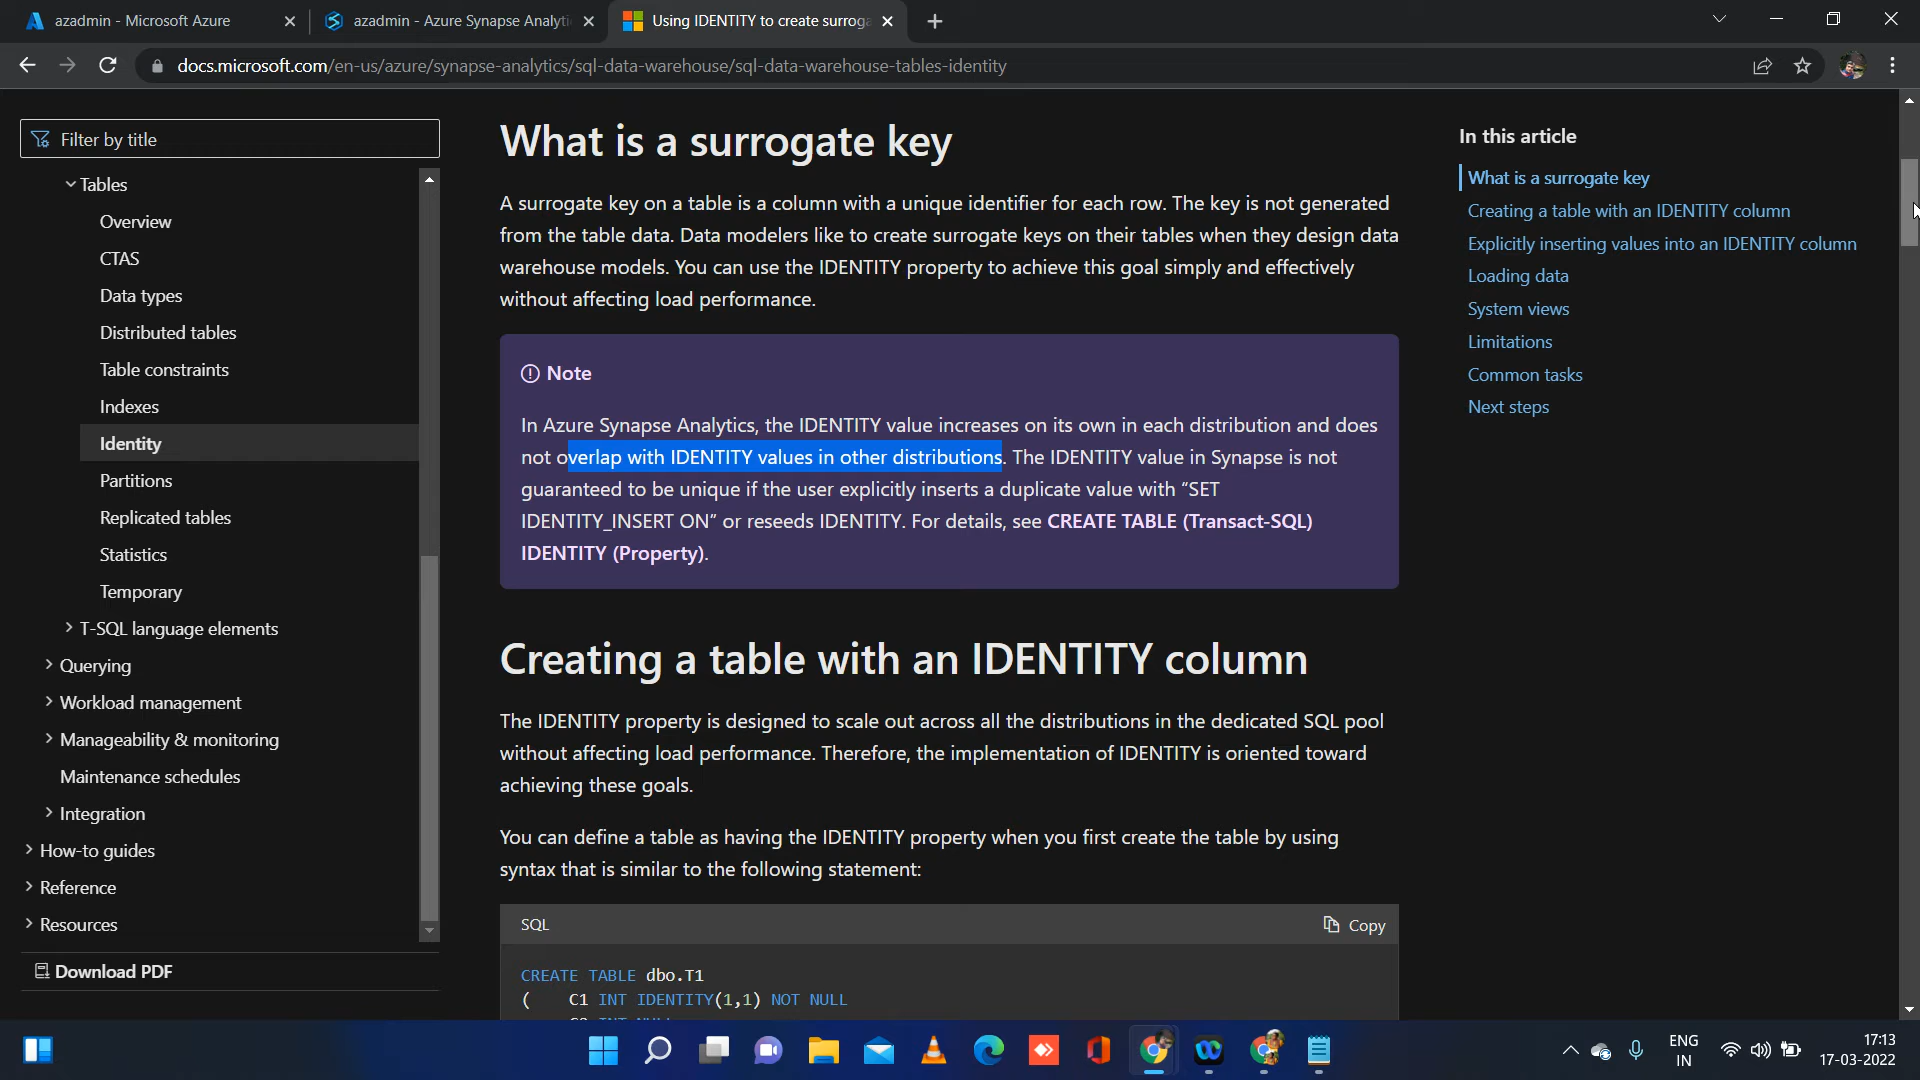 azadmin - Microsoft Azure
azadmin - Azure Synapse Analyti
Using IDENTITY to create surroga
docs.microsoft.com/en-us/azure/synapse-analytics/sql-data-warehouse/sql-data-warehouse-tables-identity
Filter by title
Tables
Overview
CTAS
Data types
Distributed tables
Table constraints
Indexes
Identity
Partitions
Replicated tables
Statistics
Temporary
T-SQL language elements
Querying
Workload management
Manageability & monitoring
Maintenance schedules
Integration
How-to guides
Reference
Resources
Download PDF
What is a surrogate key
A surrogate key on a table is a column with a unique identifier for each row. The key is not generated
from the table data. Data modelers like to create surrogate keys on their tables when they design data
warehouse models. You can use the IDENTITY property to achieve this goal simply and effectively
without affecting load performance.
Note
In Azure Synapse Analytics, the IDENTITY value increases on its own in each distribution and does
not overlap with IDENTITY values in other distributions. The IDENTITY value in Synapse is not
guaranteed to be unique if the user explicitly inserts a duplicate value with “SET
IDENTITY_INSERT ON” or reseeds IDENTITY. For details, see CREATE TABLE (Transact-SQL)
IDENTITY (Property).
Creating a table with an IDENTITY column
The IDENTITY property is designed to scale out across all the distributions in the dedicated SQL pool
without affecting load performance. Therefore, the implementation of IDENTITY is oriented toward
achieving these goals.
You can define a table as having the IDENTITY property when you first create the table by using
syntax that is similar to the following statement:
SQL
Copy
CREATE TABLE dbo.T1
( C1 INT IDENTITY(1,1) NOT NULL
In this article
What is a surrogate key
Creating a table with an IDENTITY column
Explicitly inserting values into an IDENTITY column
Loading data
System views
Limitations
Common tasks
Next steps
ENG
IN
17:13
17-03-2022